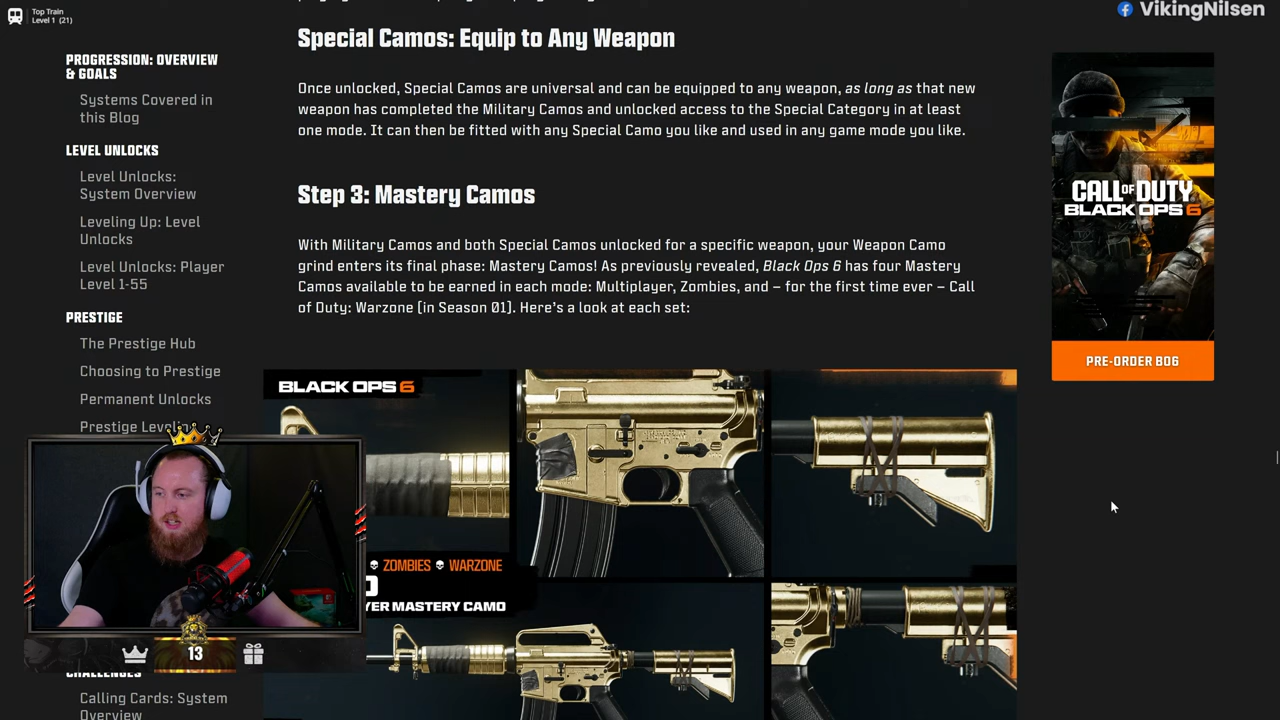 Top Train
Level 1 (21)
VikingNilsen
PROGRESSION: OVERVIEW
& GOALS
Systems Covered in
this Blog
LEVEL UNLOCKS
Level Unlocks:
System Overview
Leveling Up: Level
Unlocks
Level Unlocks: Player
Level 1-55
PRESTIGE
The Prestige Hub
Choosing to Prestige
Permanent Unlocks
Calling Cards: System
Overview
Special Camos: Equip to Any Weapon
Once unlocked, Special Camos are universal and can be equipped to any weapon, as long as that new
weapon has completed the Military Camos and unlocked access to the Special Category in at least
one mode. It can then be fitted with any Special Camo you like and used in any game mode you like.
Step 3: Mastery Camos
With Military Camos and both Special Camos unlocked for a specific weapon, your Weapon Camo
grind enters its final phase: Mastery Camos! As previously revealed, Black Ops 6 has four Mastery
Camos available to be earned in each mode: Multiplayer, Zombies, and – for the first time ever – Call
of Duty: Warzone [in Season 01]. Here's a look at each set:
BLACK OPS 6
ZOMBIES WARZONE
YER MASTERY CAMO
13
CALL OF DUTY
BLACK OPS 6
PRE-ORDER BO6